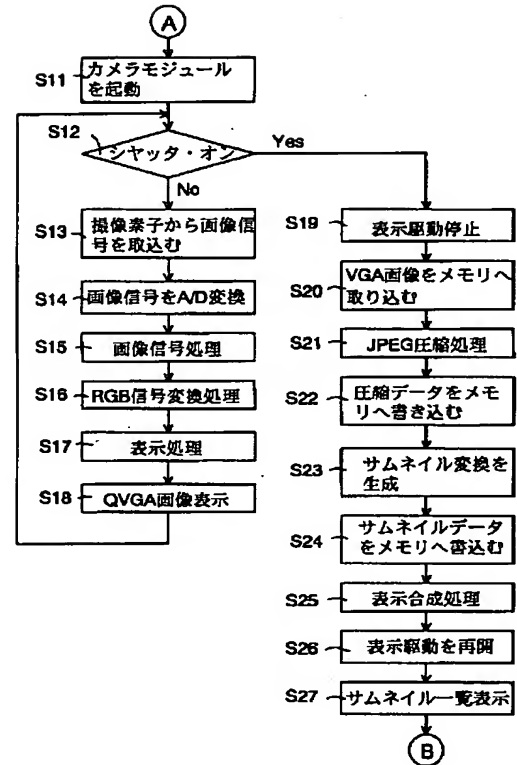 A
S11
カメラモジュール
を起動
S12
シヤッタ・オン
Yes
No
S13
撮像素子から画像信
号を取込む
S14
画像信号をA/D変換
S15
画像信号処理
S16
RGB信号変換処理
S17
表示処理
S18
QVGA画像表示
S19
表示駆動停止
S20
VGA画像をメモリへ
取り込む
S21
JPEG圧縮処理
S22
圧縮データをメモ
リへ書き込む
S23
サムネイル変換を
生成
S24
サムネイルデータ
をメモリへ書込む
S25
表示合成処理
S26
表示駆動を再開
S27
サムネイル一覧表示
B